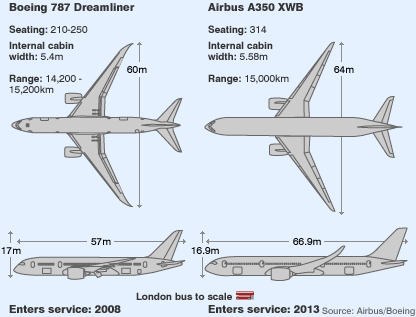 Boeing 787 Dreamliner
Seating: 210-250
Internal cabin
width: 5.4m
Range: 14,200 -
15,200km
60m
57m
17m
Enters service: 2008
Airbus A350 XWB
Seating: 314
Internal cabin
width: 5.58m
Range: 15,000km
64m
66.9m
16.9m
London bus to scale
Enters service: 2013
Source: Airbus/Boeing